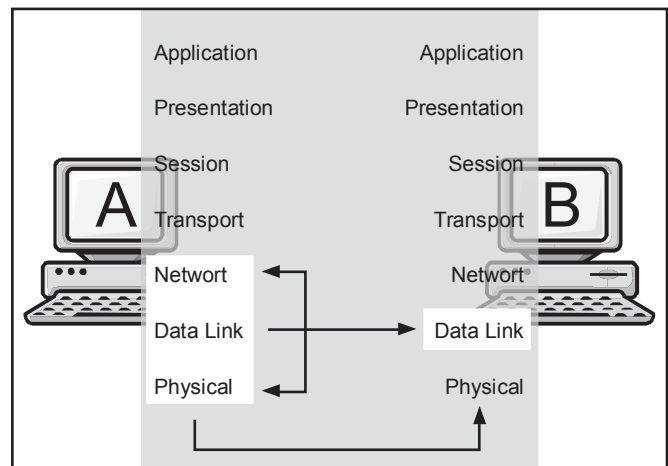 Application Application
Presentation Presentation
Session Session
A Transport Transport B
Networt Networt
Data Link Data Link
Physical Physical